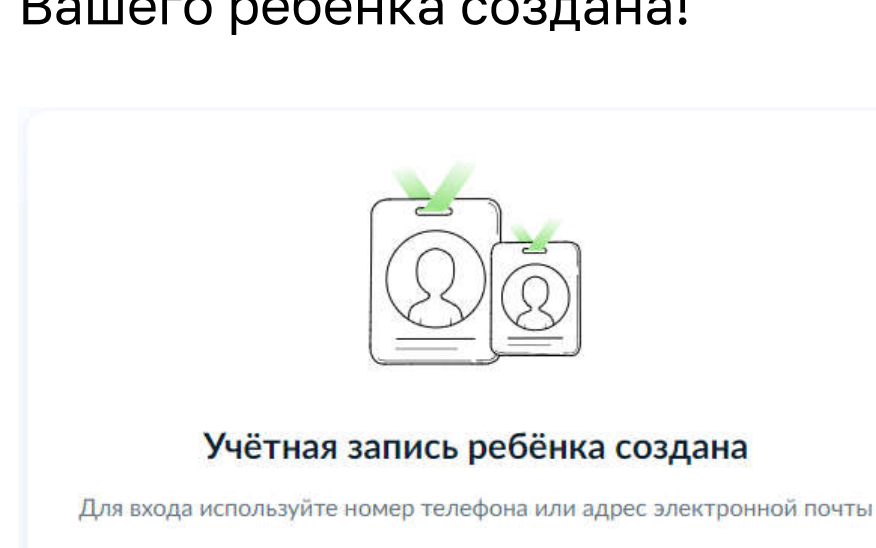 Вашего ребенка создана!
Учётная запись ребёнка создана
Для входа используйте номер телефона или адрес электронной почты